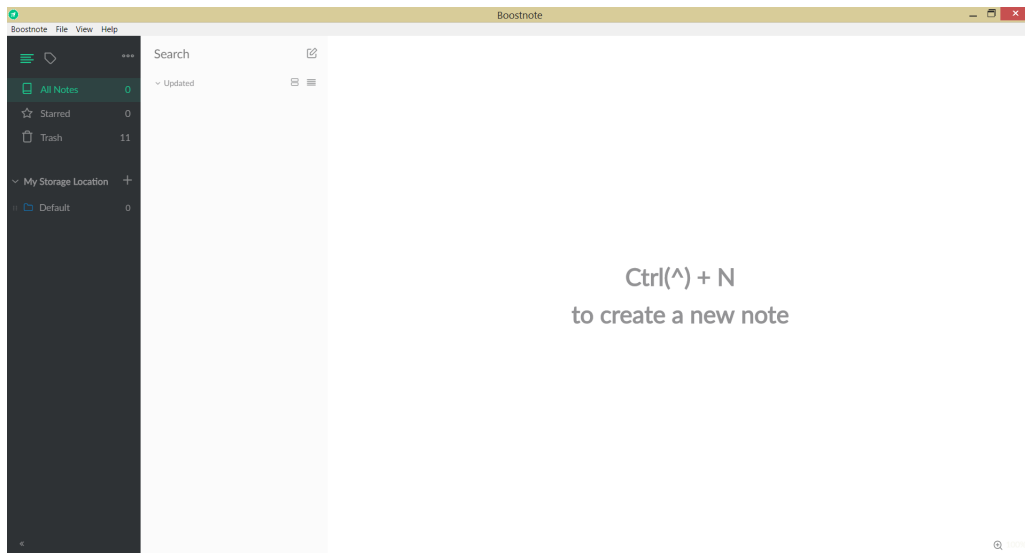 Boostnote
Boostnote File View Help
Search
Updated
All Notes 0
Starred 0
Trash 11
My Storage Location
Default 0
Ctrl(^) + N
to create a new note